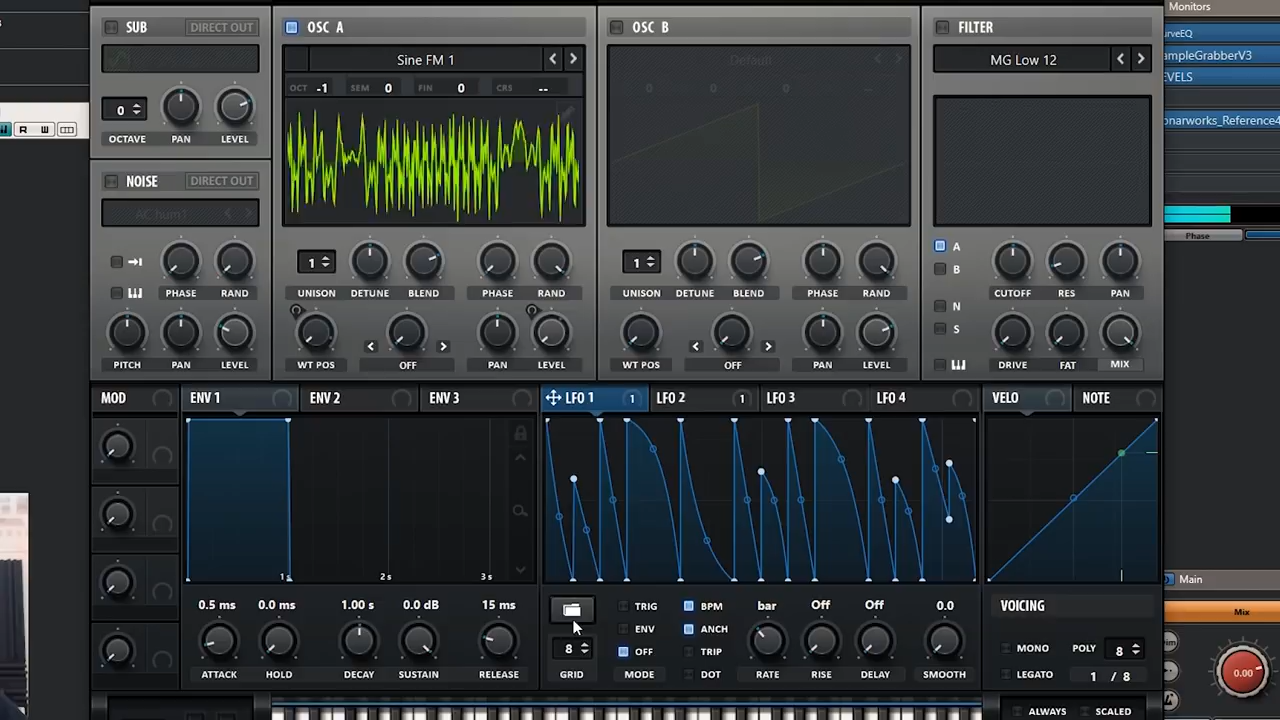 Monitors
SUB DIRECT OUT OSC A OSC B FILTER
urveEQ
Sine FM 1 Default MG Low 12
ampleGrabberV3
EVELS
OCT -1 SEM 0 FIN 0 CRS --
0 0 0 --
0
OCTAVE PAN LEVEL
onarworks_Reference4
R W
NOISE DIRECT OUT
AC hum1
Phase
A
B
1 1
PHASE RAND UNISON DETUNE BLEND PHASE RAND UNISON DETUNE BLEND PHASE RAND CUTOFF RES PAN
N
S
PITCH PAN LEVEL WT POS OFF PAN LEVEL WT POS OFF PAN LEVEL DRIVE FAT MIX
MOD ENV 1 ENV 2 ENV 3 LFO 1 1 LFO 2 1 LFO 3 LFO 4 VELO NOTE
1 s 2 s 3 s
Main
0.5 ms 0.0 ms 1.00 s 0.0 dB 15 ms TRIG BPM bar Off Off 0.0 VOICING
Mix
ENV ANCH
8 OFF TRIP MONO POLY 8
ATTACK HOLD DECAY SUSTAIN RELEASE GRID MODE DOT RATE RISE DELAY SMOOTH LEGATO 1 / 8
0.00
ALWAYS SCALED